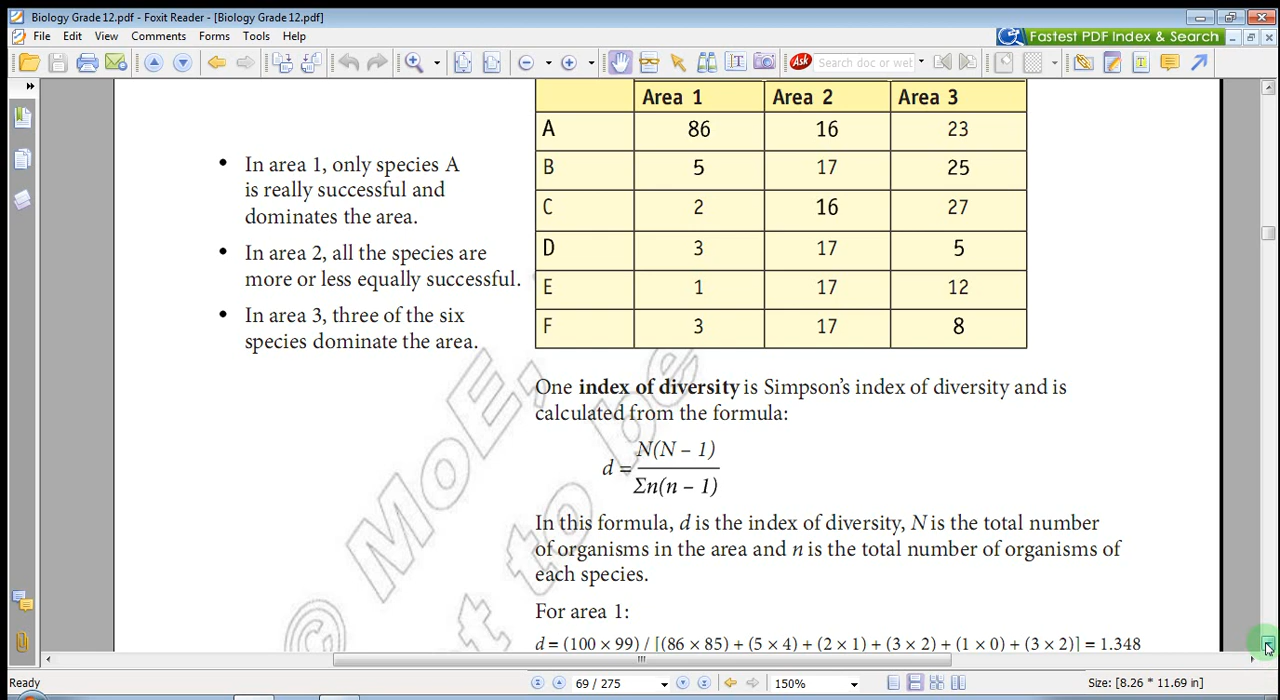 Biology Grade 12.pdf - Foxit Reader - [Biology Grade 12.pdf]
File Edit View Comments Forms Tools Help
Fastest PDF Index & Search
Ask Search doc or wel
Area 1 Area 2 Area 3
A 86 16 23
B 5 17 25
C 2 16 27
D 3 17 5
E 1 17 12
F 3 17 8
• In area 1, only species A
is really successful and
dominates the area.
• In area 2, all the species are
more or less equally successful.
• In area 3, three of the six
species dominate the area.
One index of diversity is Simpson's index of diversity and is
calculated from the formula:
d = N(N – 1)
Σn(n – 1)
In this formula, d is the index of diversity, N is the total number
of organisms in the area and n is the total number of organisms of
each species.
For area 1:
d = (100 × 99) / [(86 × 85) + (5 × 4) + (2 × 1) + (3 × 2) + (1 × 0) + (3 × 2)] = 1.348
© MoE,
t to be
Ready
69 / 275
150%
Size: [8.26 * 11.69 in]